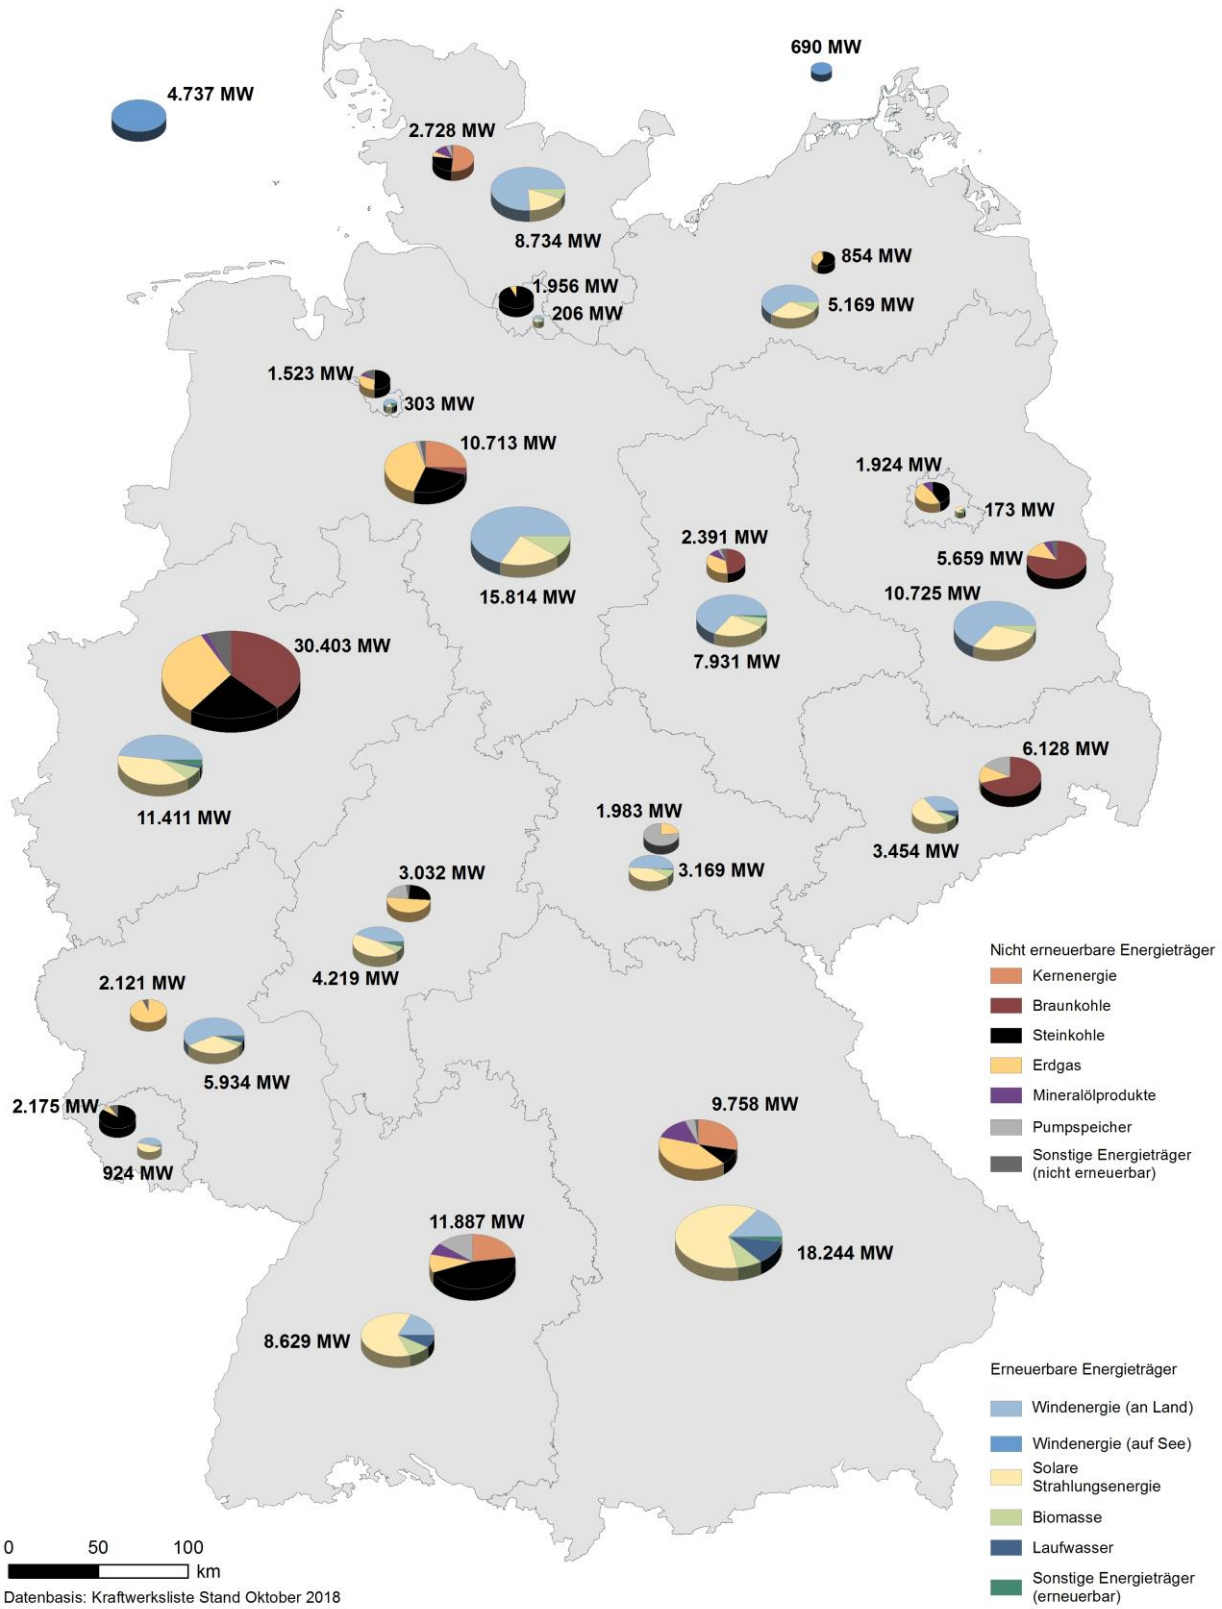 690 MW
4.737 MW
2.728 MW
8.734 MW
854 MW
1.956 MW
5.169 MW
206 MW
1.523 MW
303 MW
10.713 MW
1.924 MW
173 MW
2.391 MW
5.659 MW
15.814 MW
10.725 MW
30.403 MW
7.931 MW
6.128 MW
11.411 MW
1.983 MW
3.454 MW
3.032 MW
3.169 MW
4.219 MW
2.121 MW
5.934 MW
2.175 MW
924 MW
9.758 MW
11.887 MW
18.244 MW
8.629 MW
Nicht erneuerbare Energieträger
Kernenergie
Braunkohle
Steinkohle
Erdgas
Mineralölprodukte
Pumpspeicher
Sonstige Energieträger
(nicht erneuerbar)
Erneuerbare Energieträger
Windenergie (an Land)
Windenergie (auf See)
Solare
Strahlungsenergie
Biomasse
Laufwasser
Sonstige Energieträger
(erneuerbar)
0 50 100
km
Datenbasis: Kraftwerksliste Stand Oktober 2018